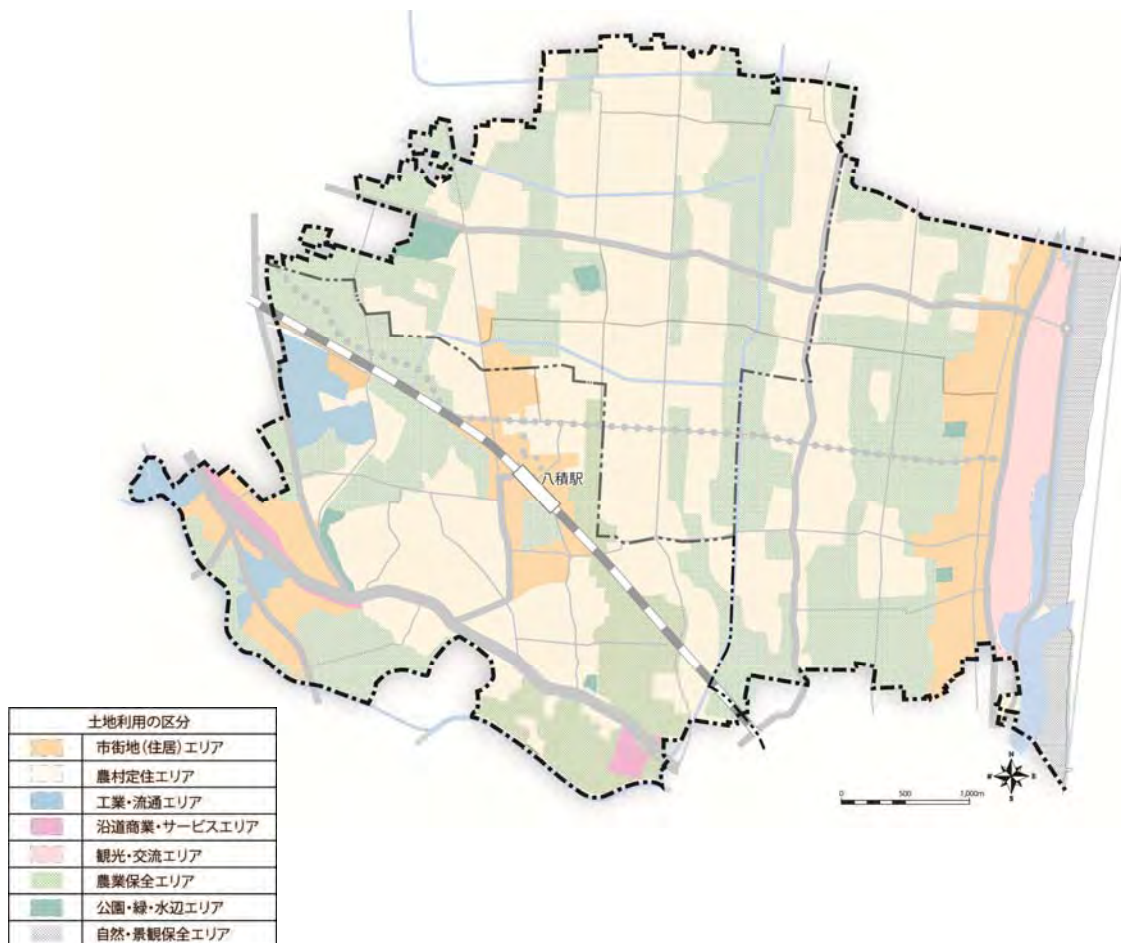 八積駅
土地利用の区分
市街地(住居)エリア
農村定住エリア
工業・流通エリア
沿道商業・サービスエリア
観光・交流エリア
農業保全エリア
公園・緑・水辺エリア
自然・景観保全エリア
N
W E
S
0 500 1,000m